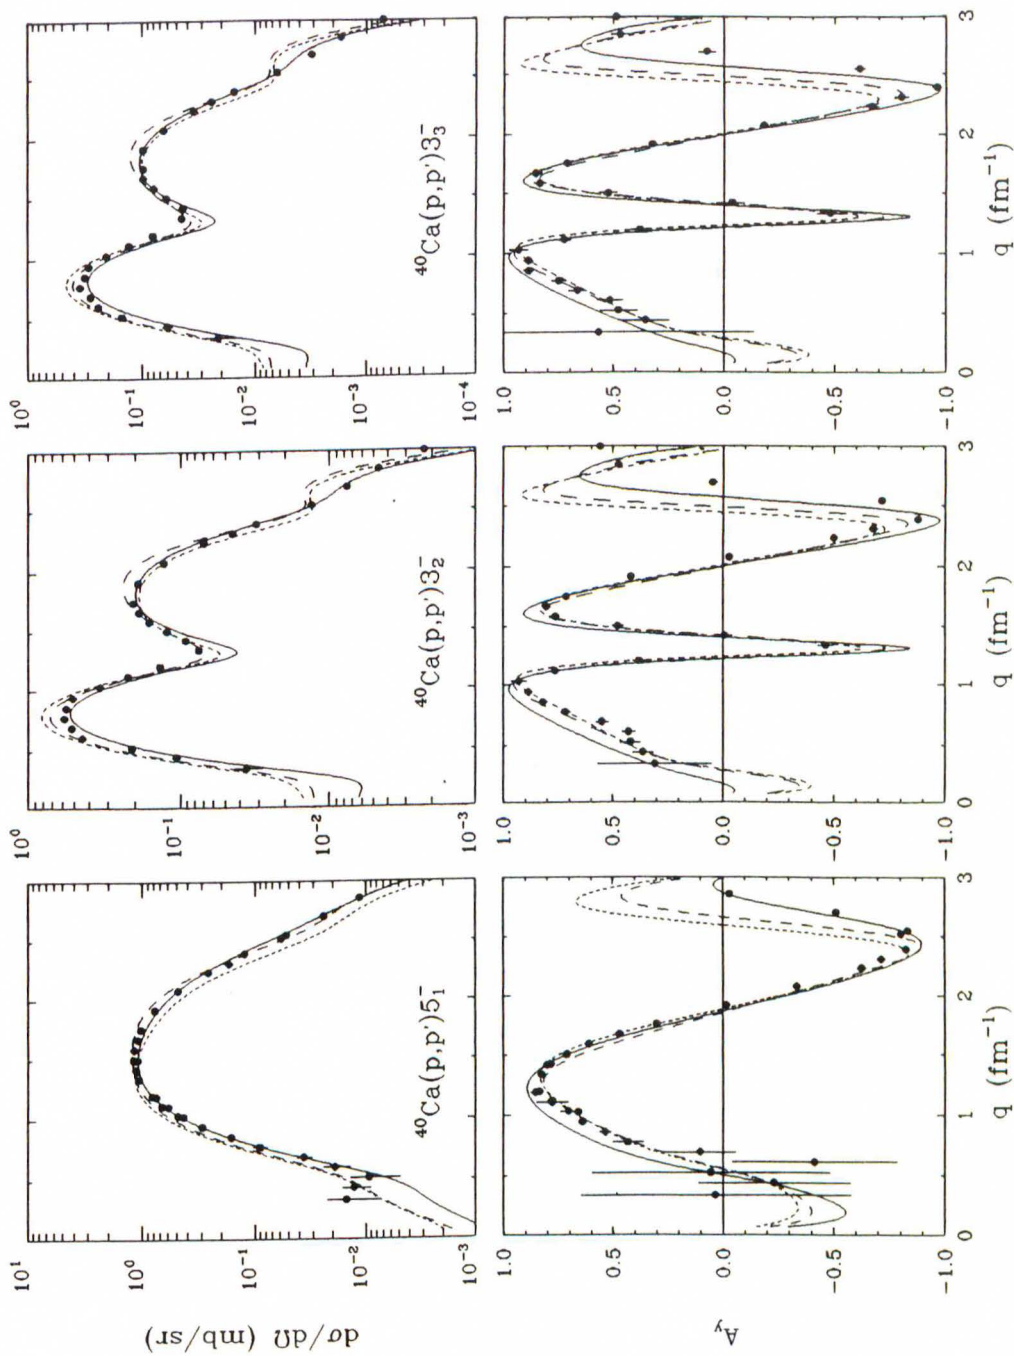 dσ/dΩ (mb/sr)
10¹
10⁰
10⁻¹
10⁻²
10⁻³
⁴⁰Ca(p,p')5₁⁻
10⁰
10⁻¹
10⁻²
10⁻³
⁴⁰Ca(p,p')3₂⁻
10⁰
10⁻¹
10⁻²
10⁻³
10⁻⁴
⁴⁰Ca(p,p')3₃⁻
A_y
1.0
0.5
0.0
−0.5
−1.0
0 1 2 3
q (fm⁻¹)
1.0
0.5
0.0
−0.5
−1.0
0 1 2 3
q (fm⁻¹)
1.0
0.5
0.0
−0.5
−1.0
0 1 2 3
q (fm⁻¹)